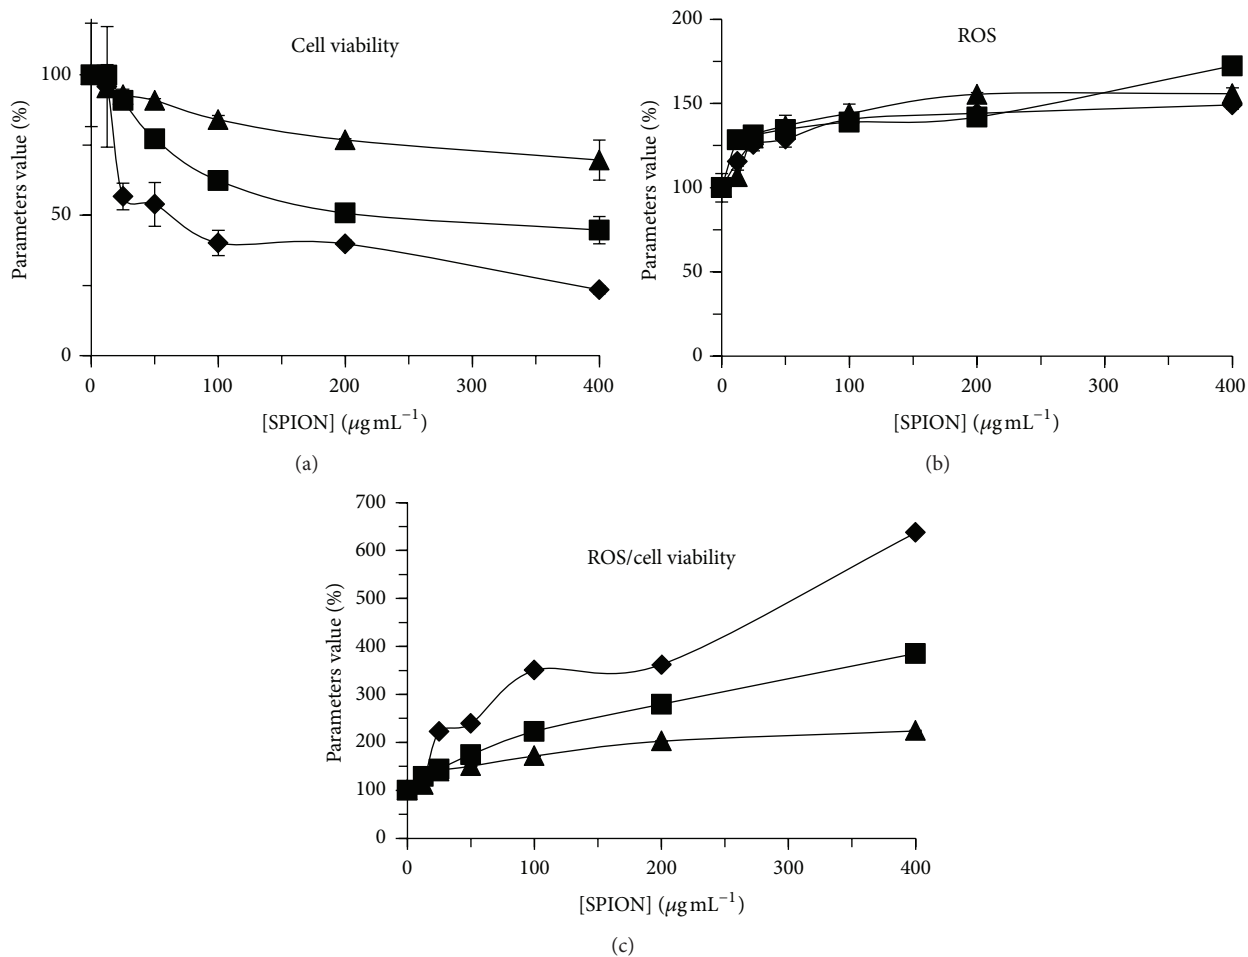 Cell viability
Parameters value (%)
100
50
0
0 100 200 300 400
[SPION] (μg mL⁻¹)
(a)
ROS
Parameters value (%)
200
150
100
50
0
0 100 200 300 400
[SPION] (μg mL⁻¹)
(b)
ROS/cell viability
Parameters value (%)
700
600
500
400
300
200
100
0
0 100 200 300 400
[SPION] (μg mL⁻¹)
(c)